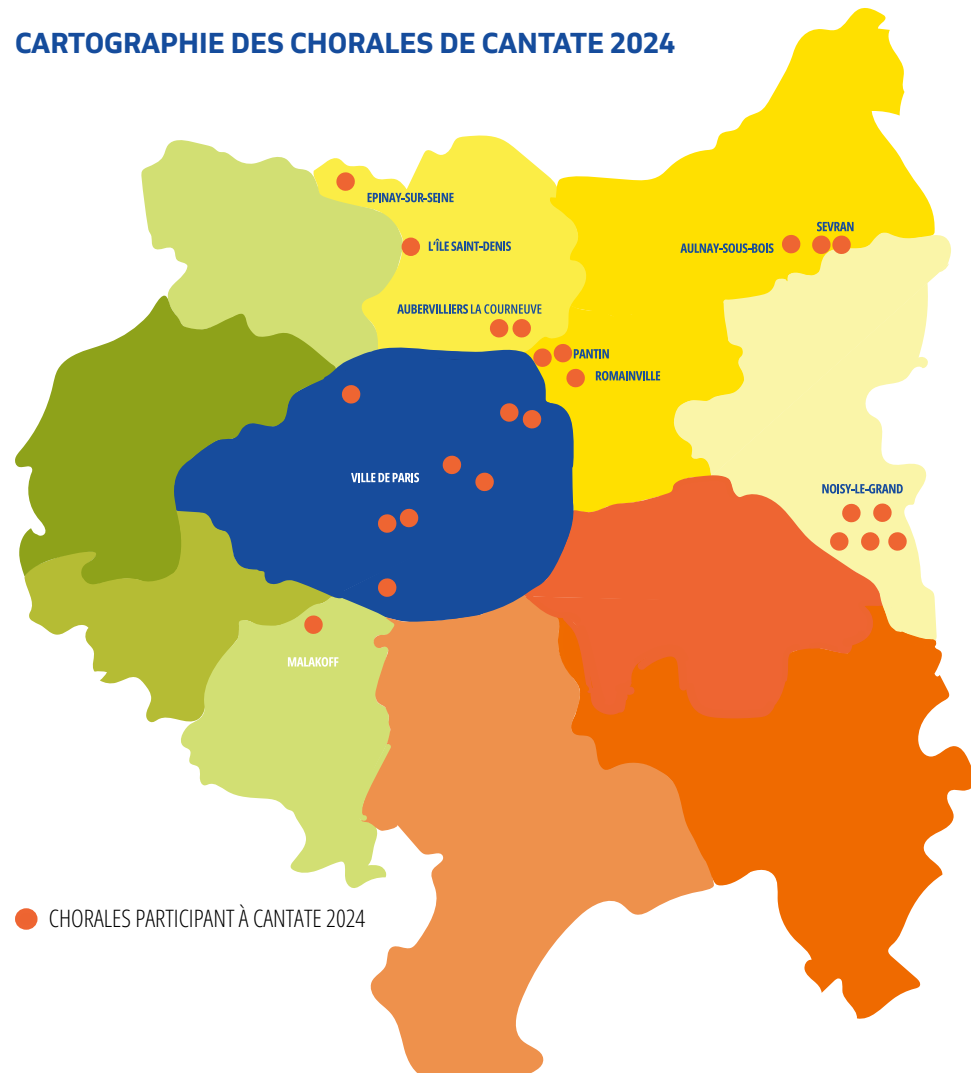 CARTOGRAPHIE DES CHORALES DE CANTATE 2024
EPINAY-SUR-SEINE
L'ÎLE SAINT-DENIS
SEVRAN
AULNAY-SOUS-BOIS
AUBERVILLIERS LA COURNEUVE
PANTIN
ROMAINVILLE
VILLE DE PARIS
NOISY-LE-GRAND
MALAKOFF
CHORALES PARTICIPANT À CANTATE 2024